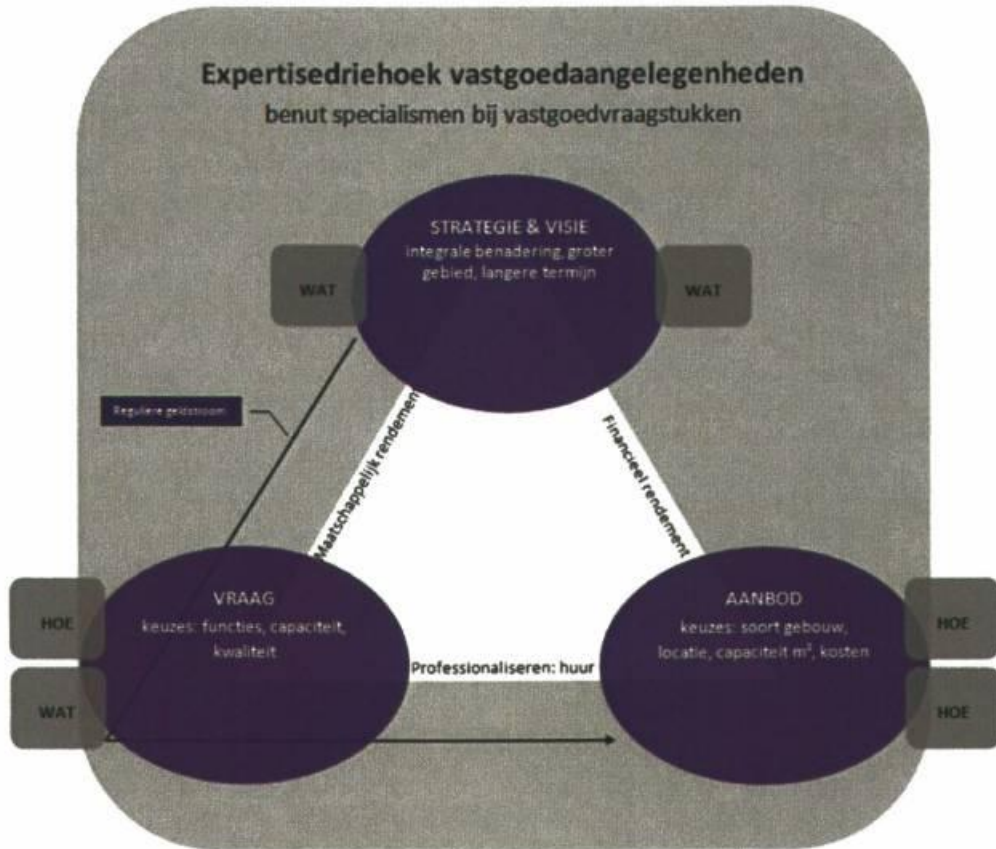 Expertisedriehoek vastgoedaangelegenheden
benut specialismen bij vastgoedvraagstukken
STRATEGIE & VISIE
integrale benadering, groter
gebied, langere termijn
WAT
WAT
Reguliere geldstroom
Maatschappelijk rendement
Financieel rendement
VRAAG
keuzes: functies, capaciteit,
kwaliteit
HOE
WAT
AANBOD
keuzes: soort gebouw,
locatie, capaciteit m², kosten
HOE
HOE
Professionaliseren: huur